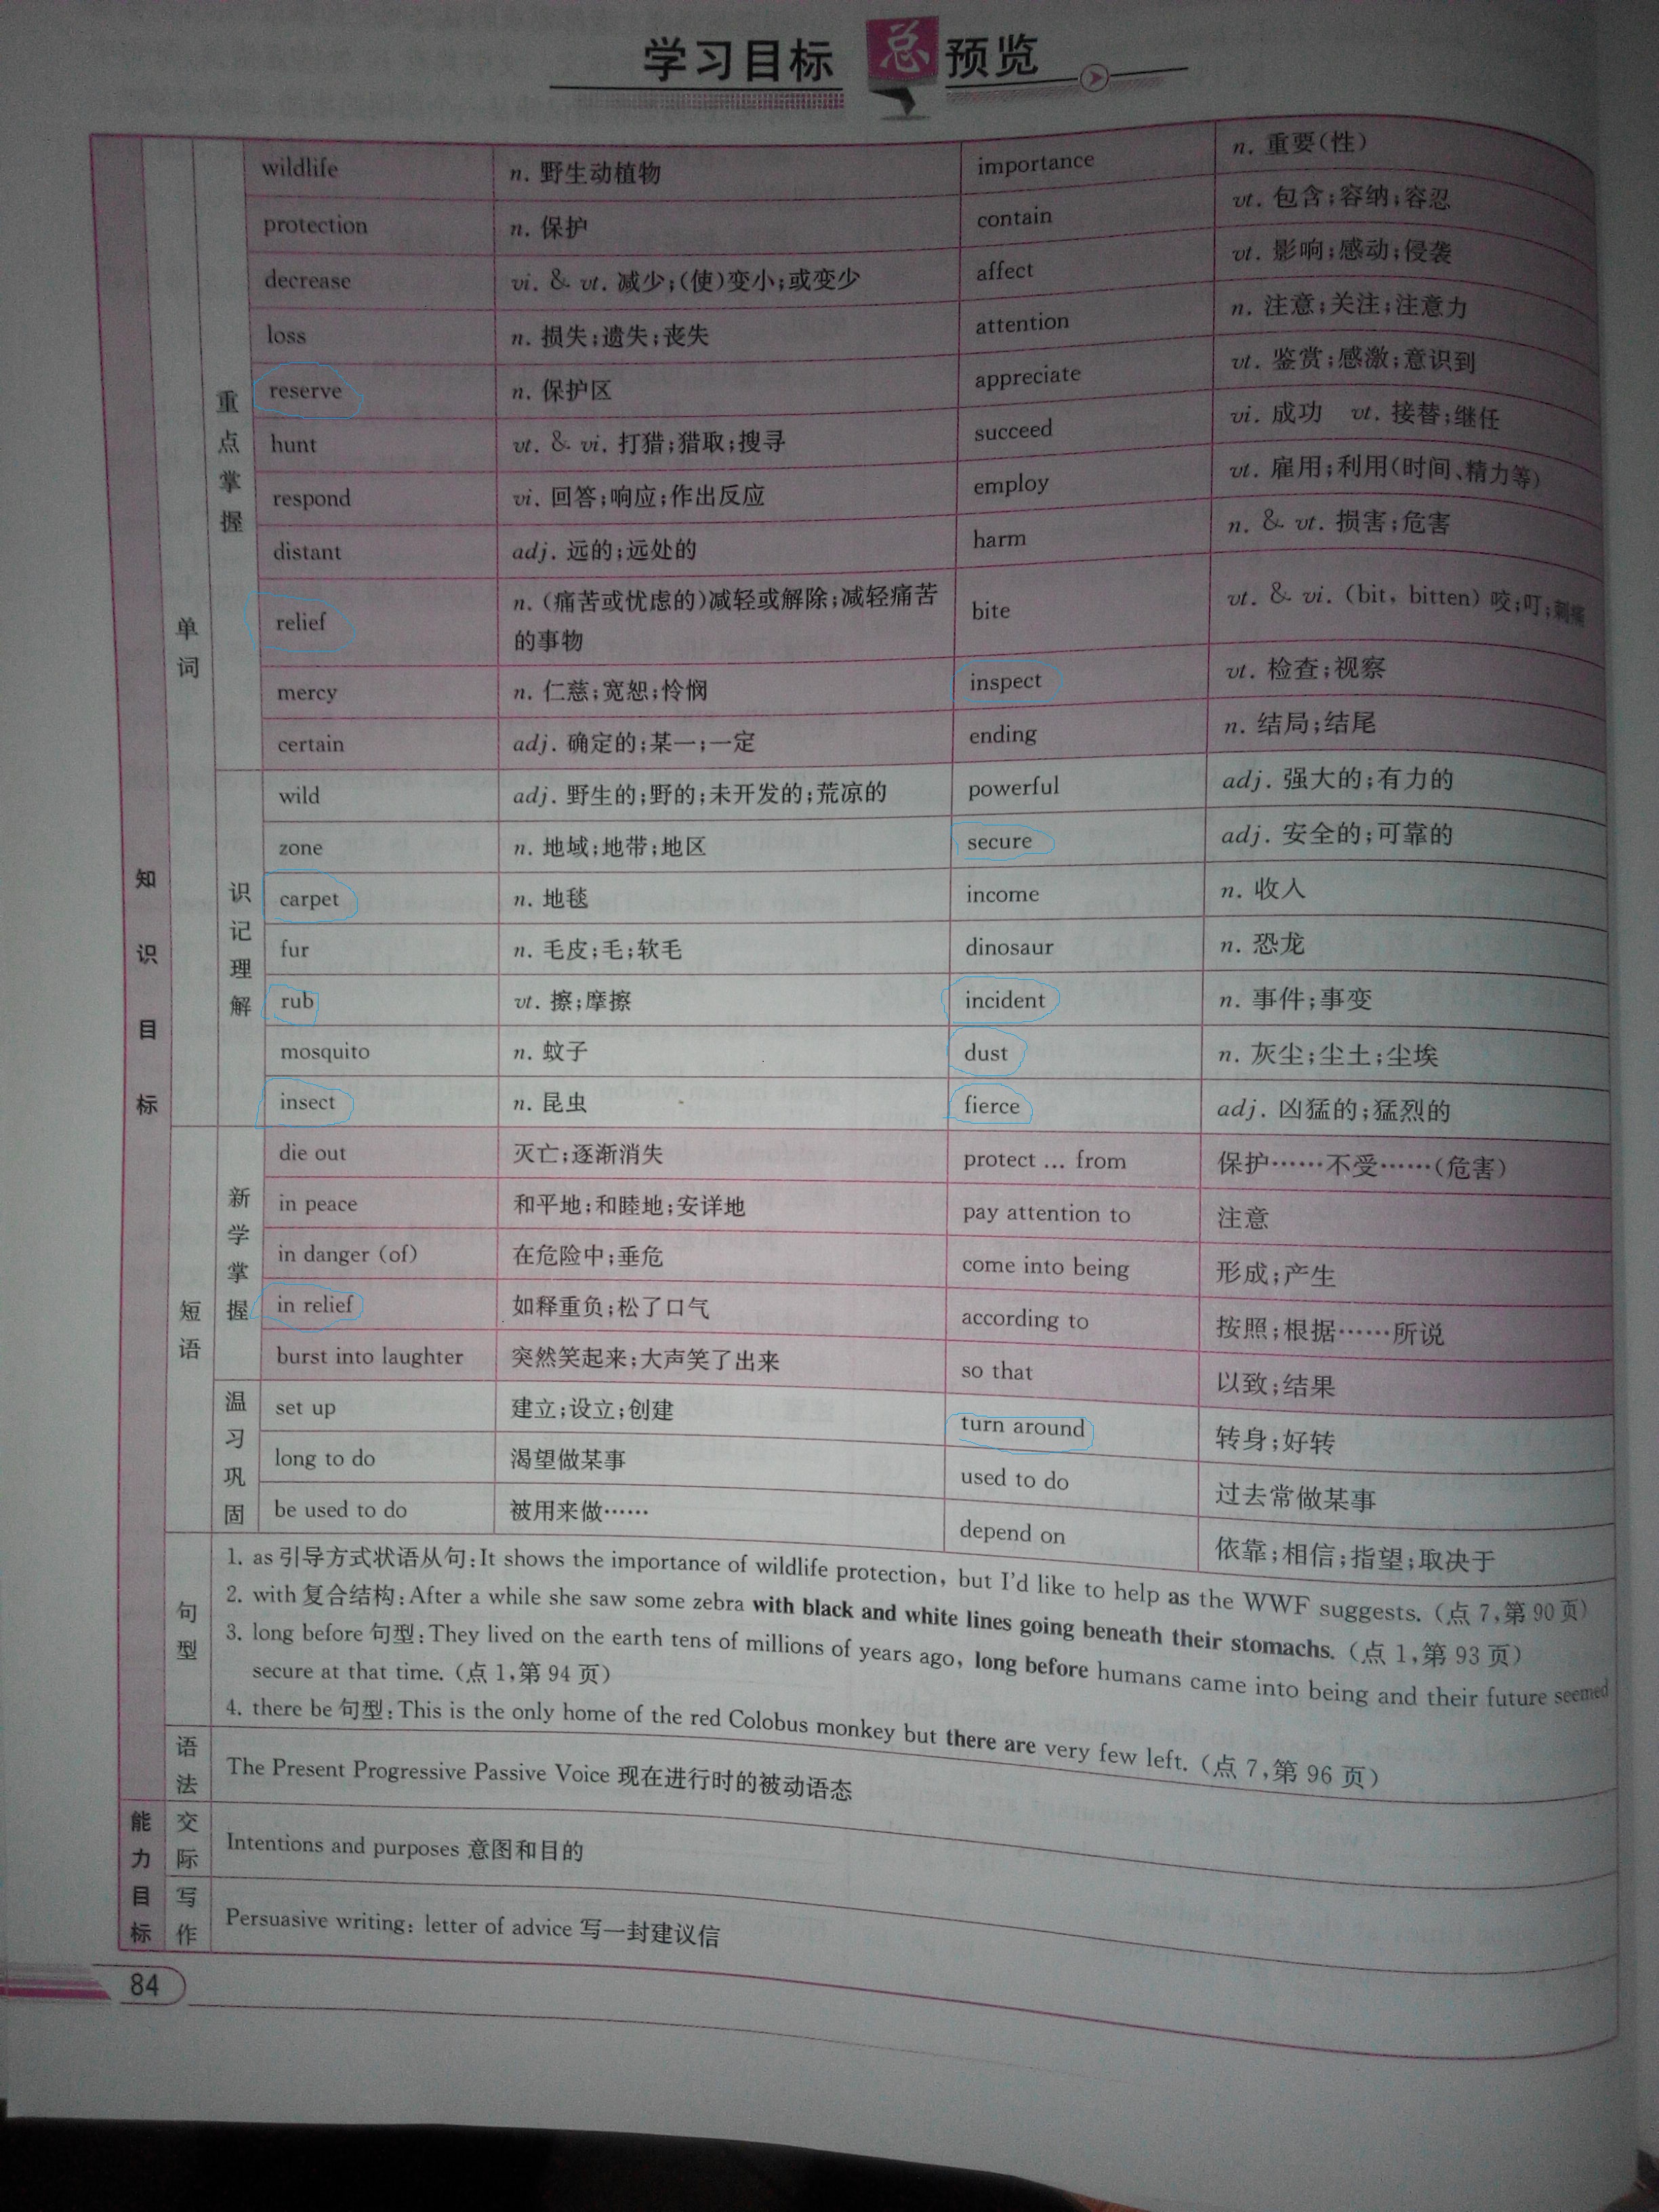 学习目标 总 预览
知识目标
单词
重点掌握
wildlife n. 野生动植物 importance n. 重要(性)
protection n. 保护 contain vt. 包含;容纳;容忍
decrease vi. & vt. 减少;(使)变小;或变少 affect vt. 影响;感动;侵袭
loss n. 损失;遗失;丧失 attention n. 注意;关注;注意力
reserve n. 保护区 appreciate vt. 鉴赏;感激;意识到
hunt vt. & vi. 打猎;猎取;搜寻 succeed vi. 成功 vt. 接替;继任
respond vi. 回答;响应;作出反应 employ vt. 雇用;利用(时间、精力等)
distant adj. 远的;远处的 harm n. & vt. 损害;危害
relief n. (痛苦或忧虑的)减轻或解除;减轻痛苦
的事物 bite vt. & vi. (bit, bitten) 咬;叮;刺痛
mercy n. 仁慈;宽恕;怜悯 inspect vt. 检查;视察
certain adj. 确定的;某一;一定 ending n. 结局;结尾
识记理解
wild adj. 野生的;野的;未开发的;荒凉的 powerful adj. 强大的;有力的
zone n. 地域;地带;地区 secure adj. 安全的;可靠的
carpet n. 地毯 income n. 收入
fur n. 毛皮;毛;软毛 dinosaur n. 恐龙
rub vt. 擦;摩擦 incident n. 事件;事变
mosquito n. 蚊子 dust n. 灰尘;尘土;尘埃
insect n. 昆虫 fierce adj. 凶猛的;猛烈的
短语
新学掌握
die out 灭亡;逐渐消失 protect … from 保护……不受……(危害)
in peace 和平地;和睦地;安详地 pay attention to 注意
in danger (of) 在危险中;垂危 come into being 形成;产生
in relief 如释重负;松了口气 according to 按照;根据……所说
burst into laughter 突然笑起来;大声笑了出来 so that 以致;结果
温习巩固
set up 建立;设立;创建 turn around 转身;好转
long to do 渴望做某事 used to do 过去常做某事
be used to do 被用来做…… depend on 依靠;相信;指望;取决于
句型
1. as 引导方式状语从句:It shows the importance of wildlife protection, but I'd like to help as the WWF suggests. (点 7,第 90 页)
2. with 复合结构:After a while she saw some zebra with black and white lines going beneath their stomachs. (点 1,第 93 页)
3. long before 句型:They lived on the earth tens of millions of years ago, long before humans came into being and their future seemed
secure at that time. (点 1,第 94 页)
4. there be 句型:This is the only home of the red Colobus monkey but there are very few left. (点 7,第 96 页)
语法
The Present Progressive Passive Voice 现在进行时的被动语态
能力目标
交际
Intentions and purposes 意图和目的
写作
Persuasive writing: letter of advice 写一封建议信
84